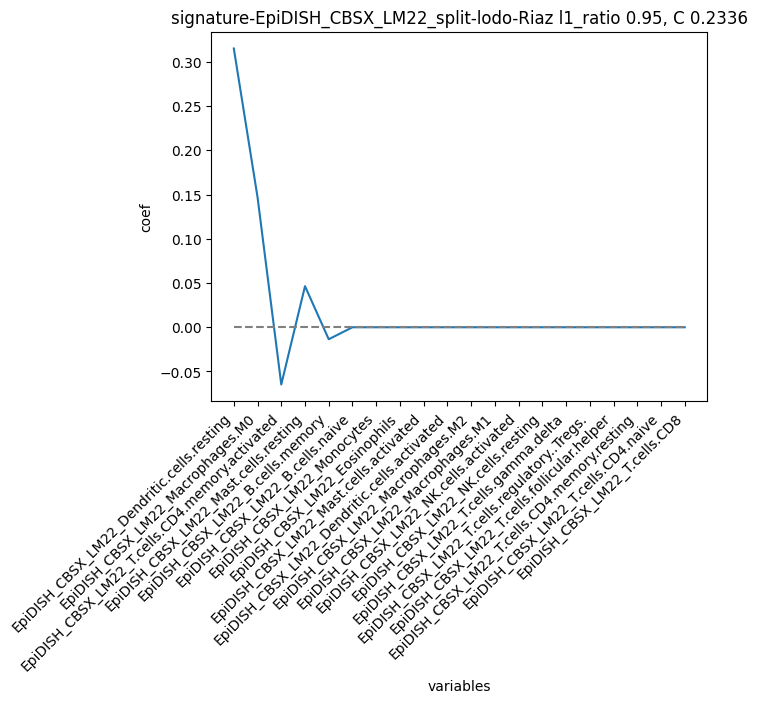 signature-EpiDISH_CBSX_LM22_split-lodo-Riaz l1_ratio 0.95, C 0.2336
coef
0.30
0.25
0.20
0.15
0.10
0.05
0.00
−0.05
EpiDISH_CBSX_LM22_Dendritic.cells.resting
EpiDISH_CBSX_LM22_Macrophages.M0
EpiDISH_CBSX_LM22_T.cells.CD4.memory.activated
EpiDISH_CBSX_LM22_Mast.cells.resting
EpiDISH_CBSX_LM22_B.cells.memory
EpiDISH_CBSX_LM22_B.cells.naive
EpiDISH_CBSX_LM22_Monocytes
EpiDISH_CBSX_LM22_Eosinophils
EpiDISH_CBSX_LM22_Mast.cells.activated
EpiDISH_CBSX_LM22_Dendritic.cells.activated
EpiDISH_CBSX_LM22_Macrophages.M2
EpiDISH_CBSX_LM22_Macrophages.M1
EpiDISH_CBSX_LM22_NK.cells.activated
EpiDISH_CBSX_LM22_NK.cells.resting
EpiDISH_CBSX_LM22_T.cells.gamma.delta
EpiDISH_CBSX_LM22_T.cells.regulatory..Tregs.
EpiDISH_CBSX_LM22_T.cells.follicular.helper
EpiDISH_CBSX_LM22_T.cells.CD4.memory.resting
EpiDISH_CBSX_LM22_T.cells.CD4.naive
EpiDISH_CBSX_LM22_T.cells.CD8
variables